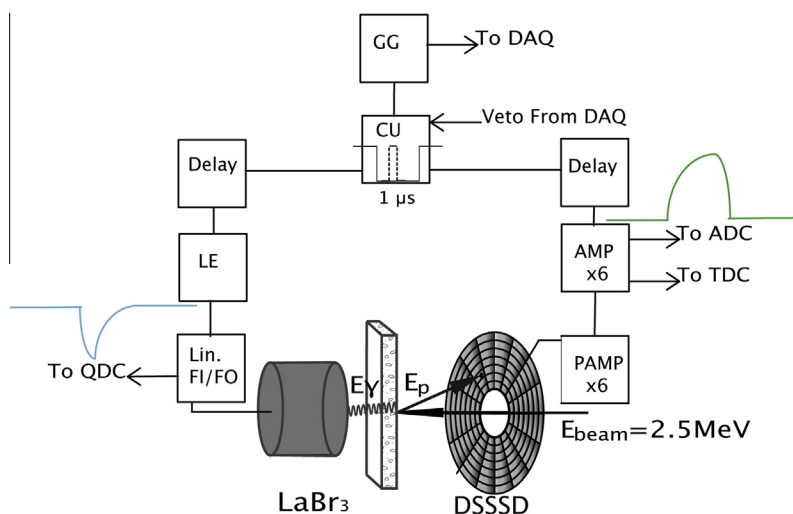 GG
To DAQ
CU
Veto From DAQ
1 μs
Delay
Delay
LE
AMP
x6
To ADC
To TDC
Lin.
FI/FO
To QDC
PAMP
x6
Eγ
Ep
Ebeam=2.5MeV
LaBr3
DSSSD